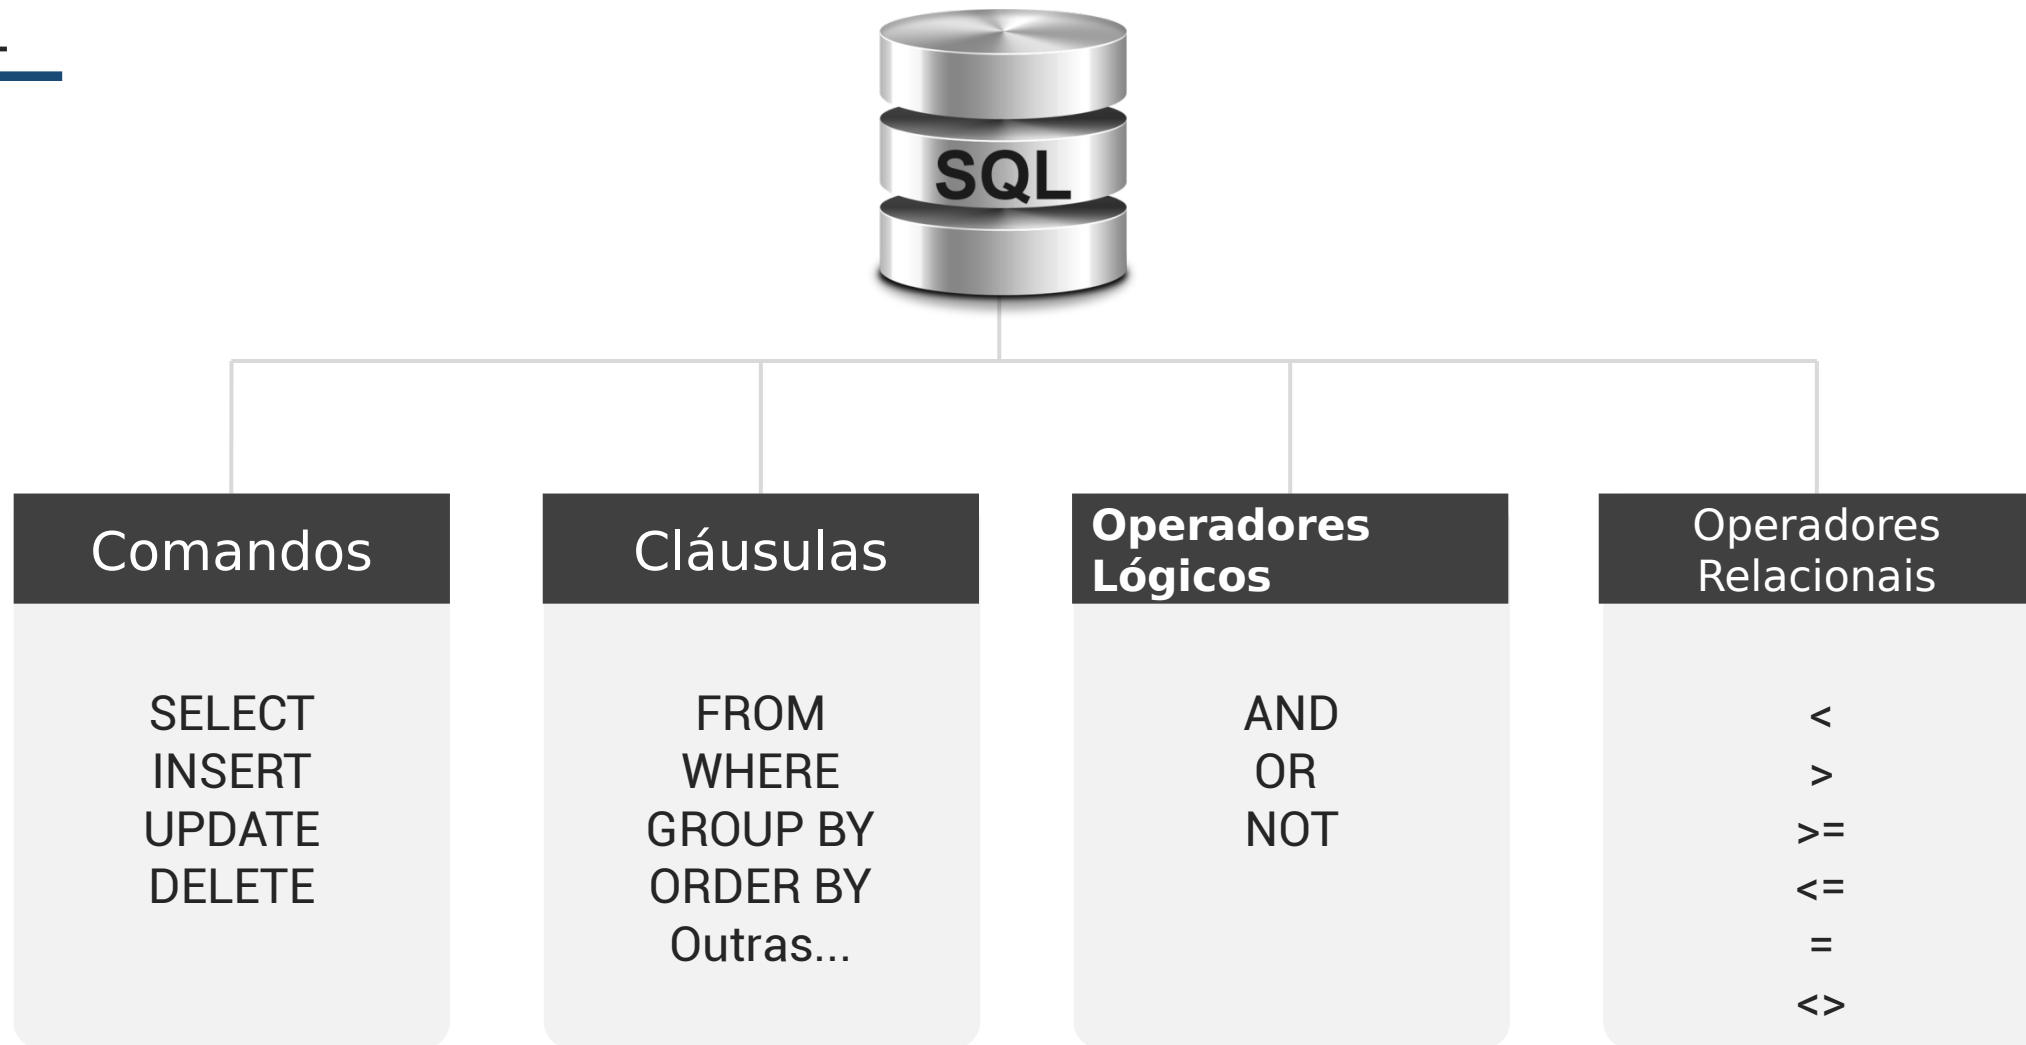 SQL
Comandos
SELECT
INSERT
UPDATE
DELETE
Cláusulas
FROM
WHERE
GROUP BY
ORDER BY
Outras...
Operadores
Lógicos
AND
OR
NOT
Operadores
Relacionais
<
>
>=
<=
=
<>